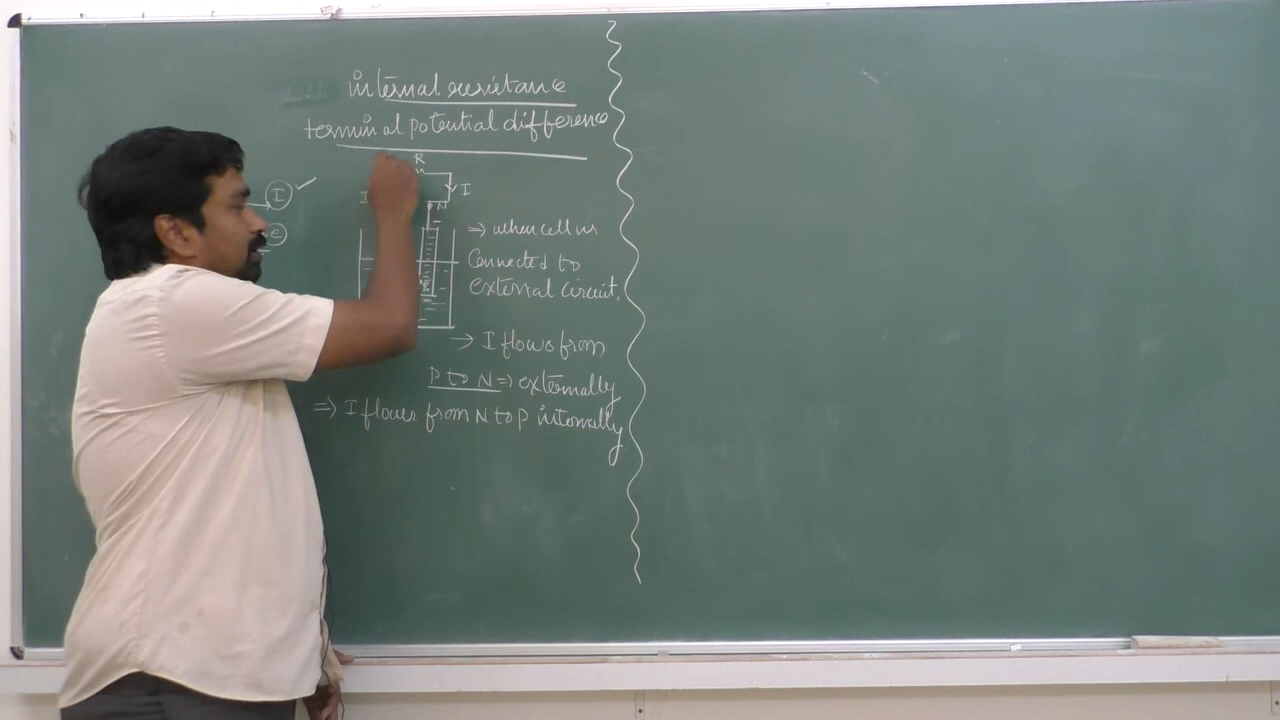 internal resistance
terminal potential difference
R
I
I
I
e
N
⇒ when cell is
Connected to
external circuit.
⇒ I flows from
P to N ⇒ externally
⇒ I flows from N to P internally